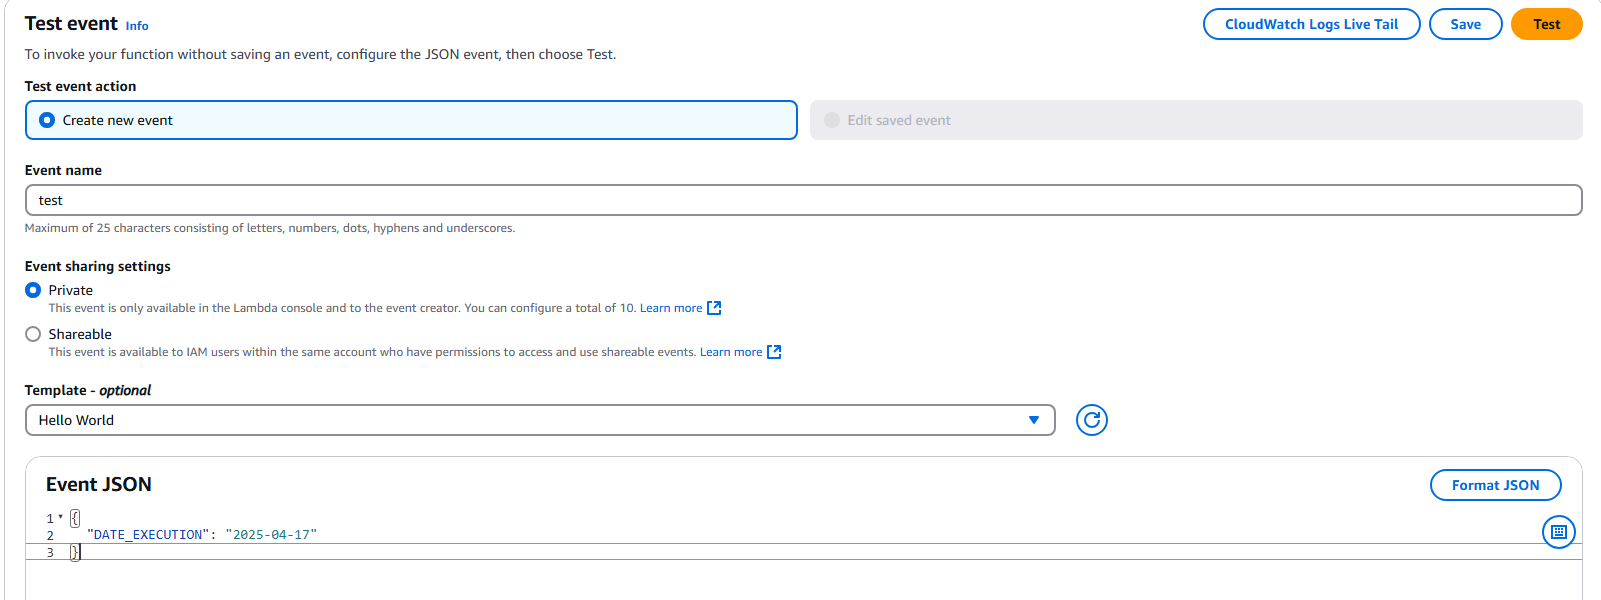 Test event Info
CloudWatch Logs Live Tail
Save
Test
To invoke your function without saving an event, configure the JSON event, then choose Test.
Test event action
Create new event
Edit saved event
Event name
test
Maximum of 25 characters consisting of letters, numbers, dots, hyphens and underscores.
Event sharing settings
Private
This event is only available in the Lambda console and to the event creator. You can configure a total of 10. Learn more
Shareable
This event is available to IAM users within the same account who have permissions to access and use shareable events. Learn more
Template - optional
Hello World
Event JSON
Format JSON
1 {
2 "DATE_EXECUTION": "2025-04-17"
3 }